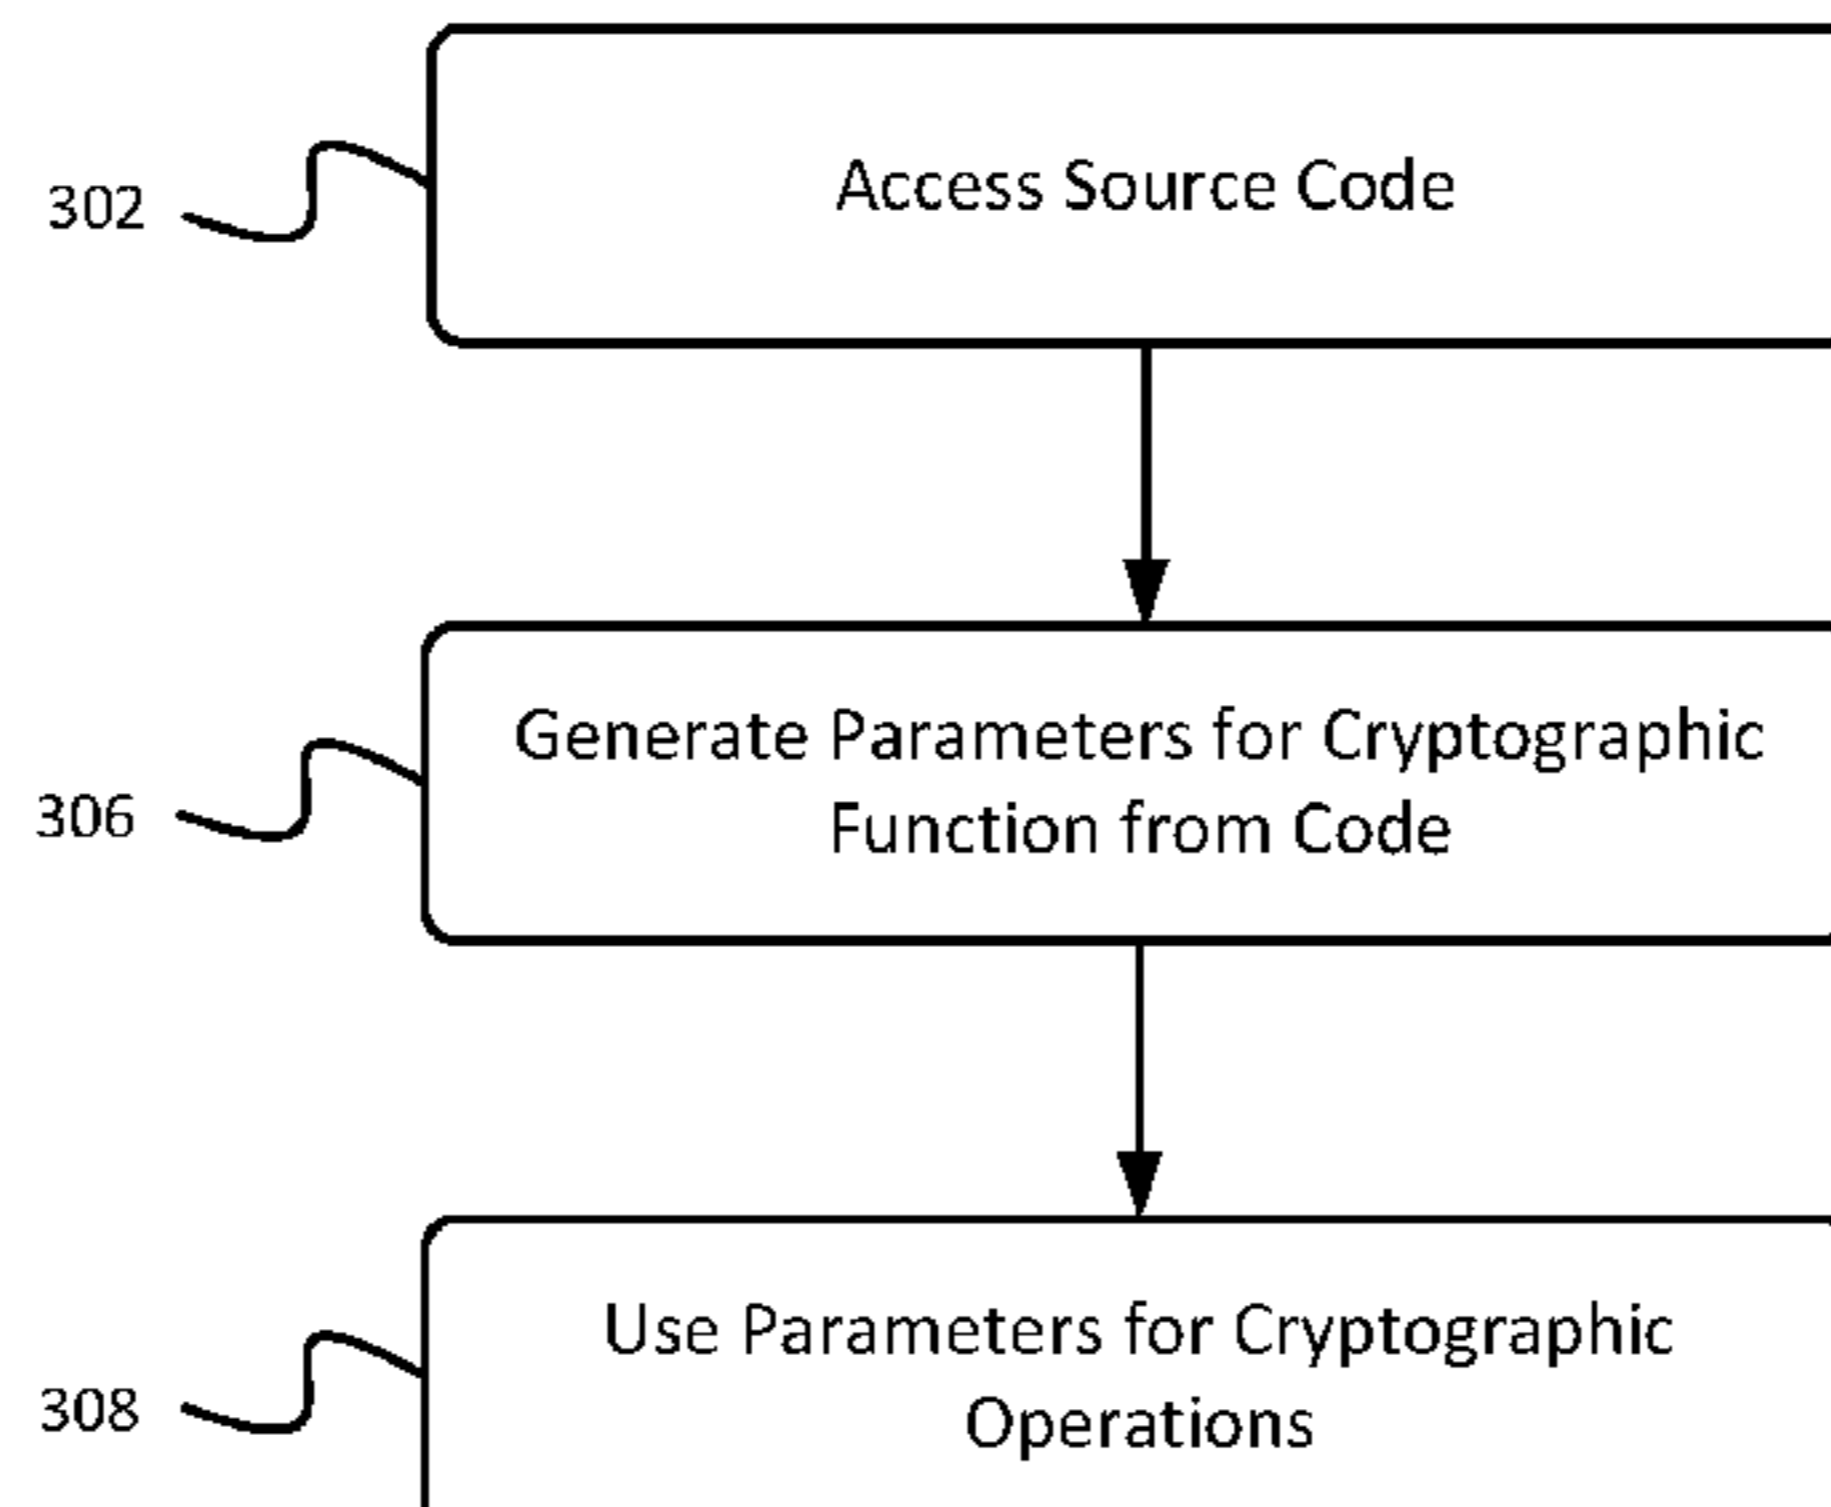 302
Access Source Code
306
Generate Parameters for Cryptographic
Function from Code
308
Use Parameters for Cryptographic
Operations